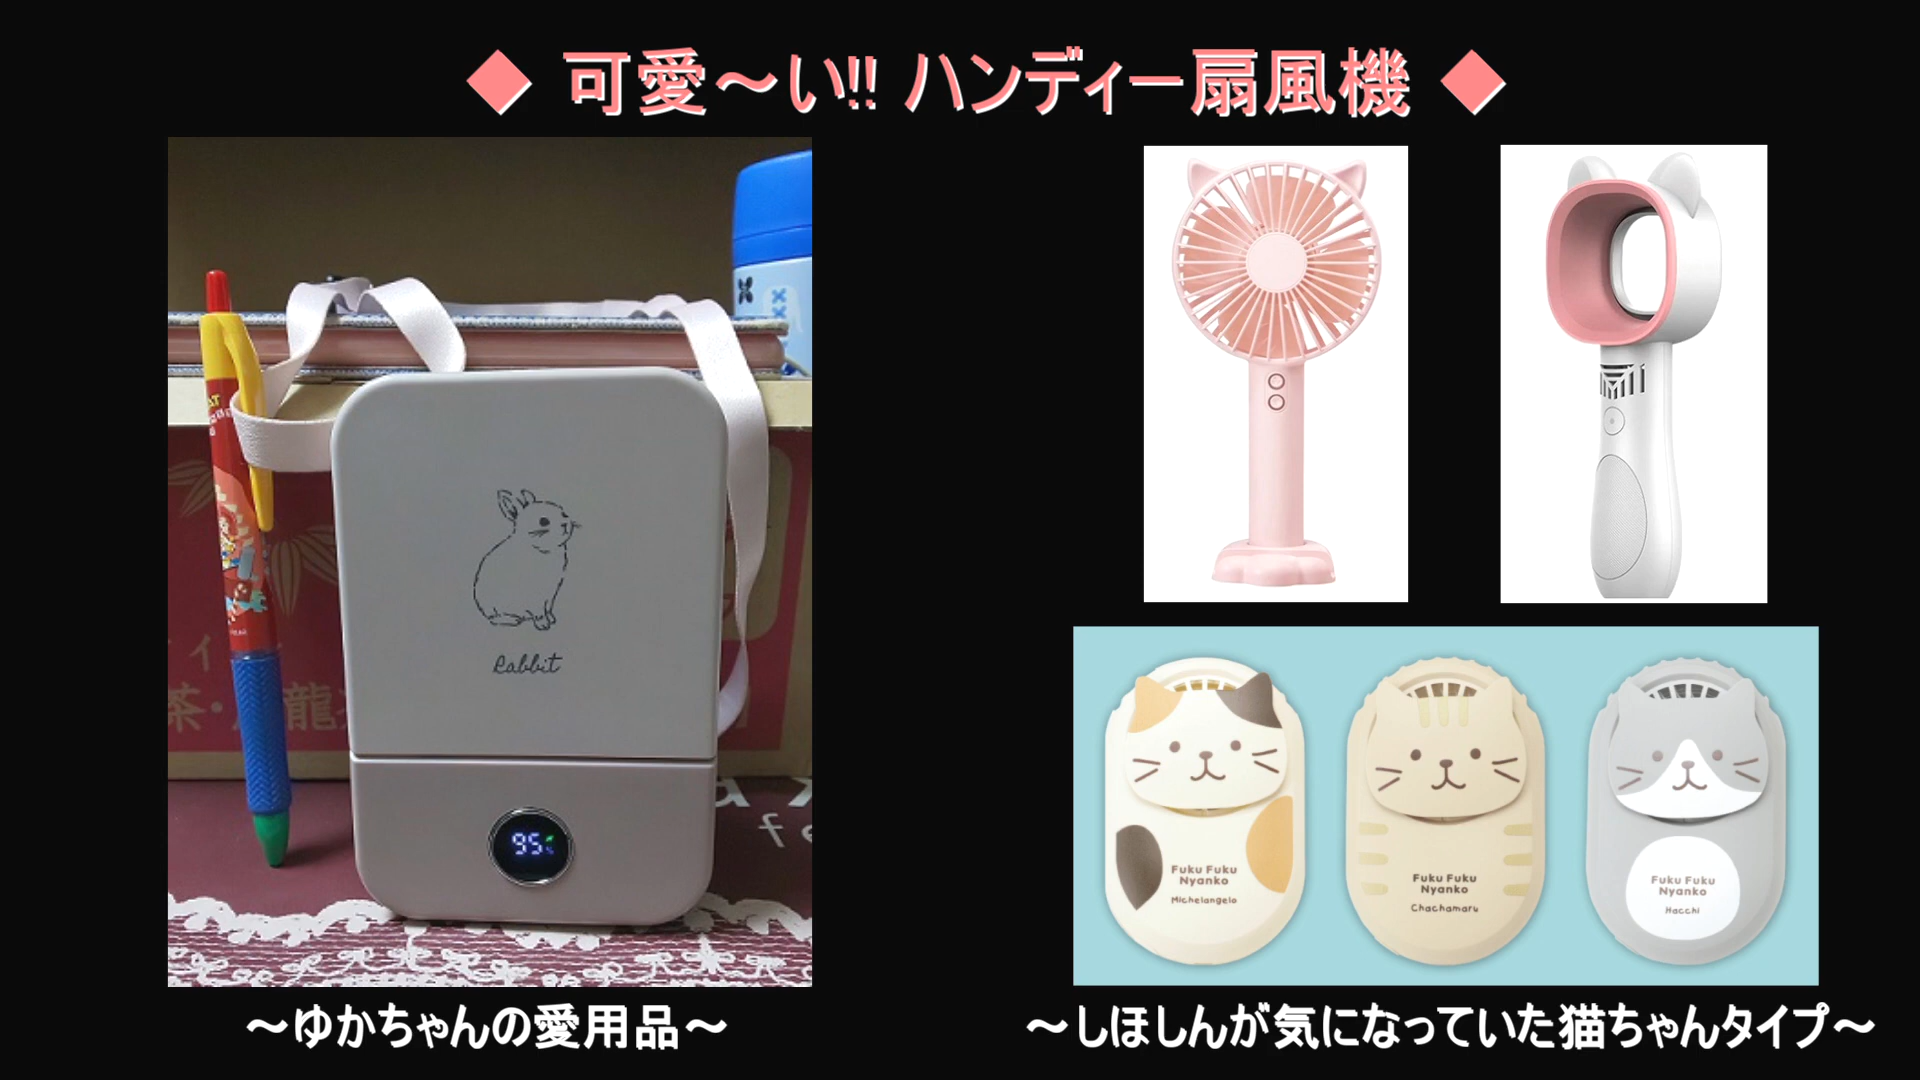 ◆ 可愛～い!! ハンディー扇風機 ◆
Rabbit
95%
茶・
龍
Fuku Fuku
Nyanko
Michelangelo
Fuku Fuku
Nyanko
Chachamaru
Fuku Fuku
Nyanko
Hacchi
～ゆかちゃんの愛用品～
～しほしんが気になっていた猫ちゃんタイプ～